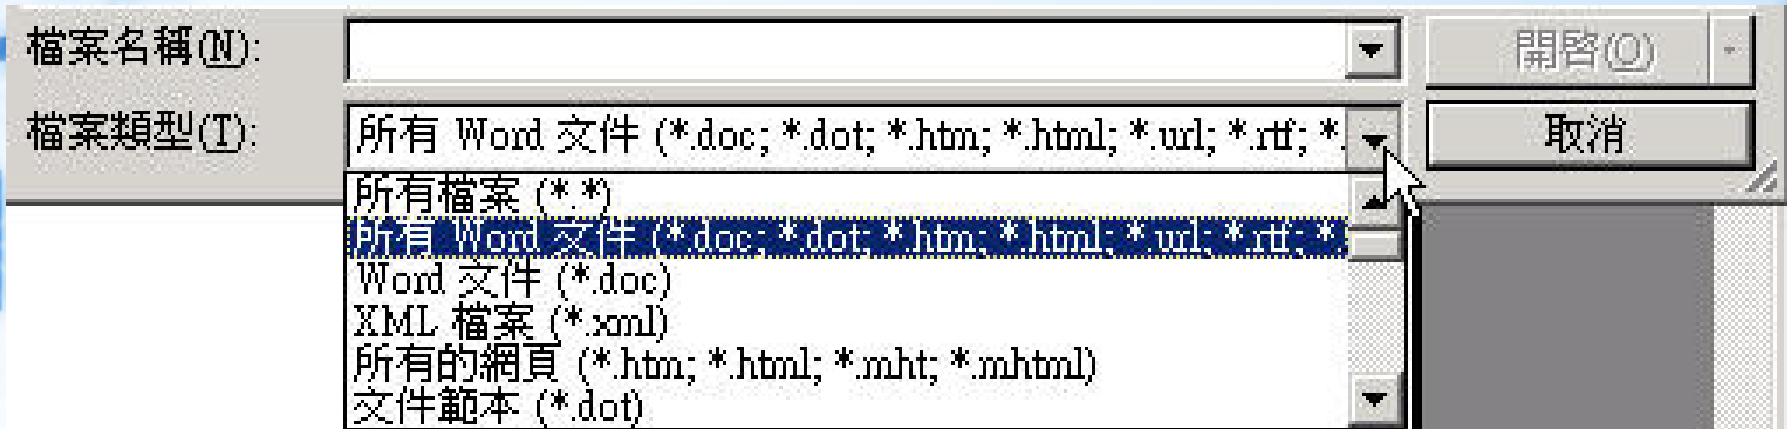 檔案名稱(N):
開啓(O)
檔案類型(T):
所有 Word 文件 (*.doc; *.dot; *.htm; *.html; *.url; *.rtf; *.
取消
所有檔案 (*.*)
所有 Word 文件 (*.doc; *.dot; *.htm; *.html; *.url; *.rtf; *.
Word 文件 (*.doc)
XML 檔案 (*.xml)
所有的網頁 (*.htm; *.html; *.mht; *.mhtml)
文件範本 (*.dot)